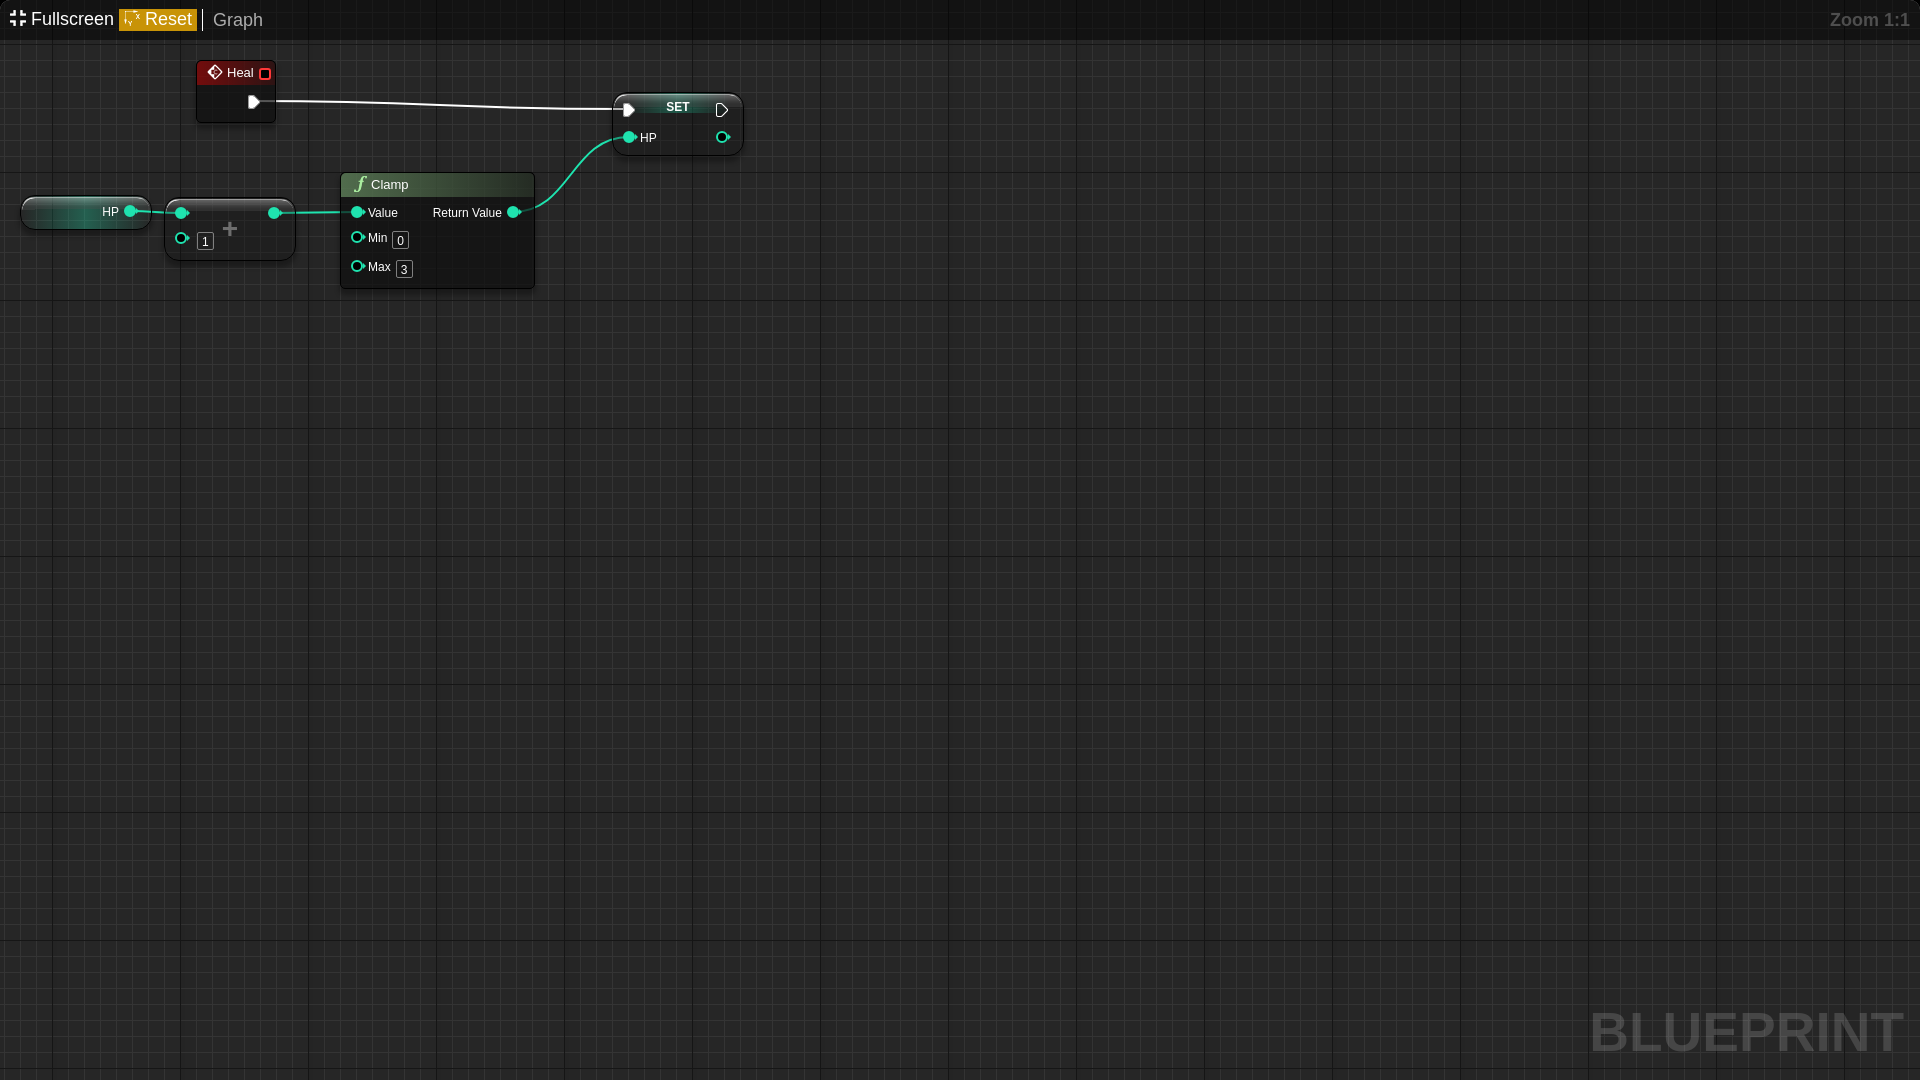 Fullscreen Reset Graph
Zoom 1:1
Heal
SET
HP
HP
1
+
Clamp
Value Return Value
Min 0
Max 3
BLUEPRINT